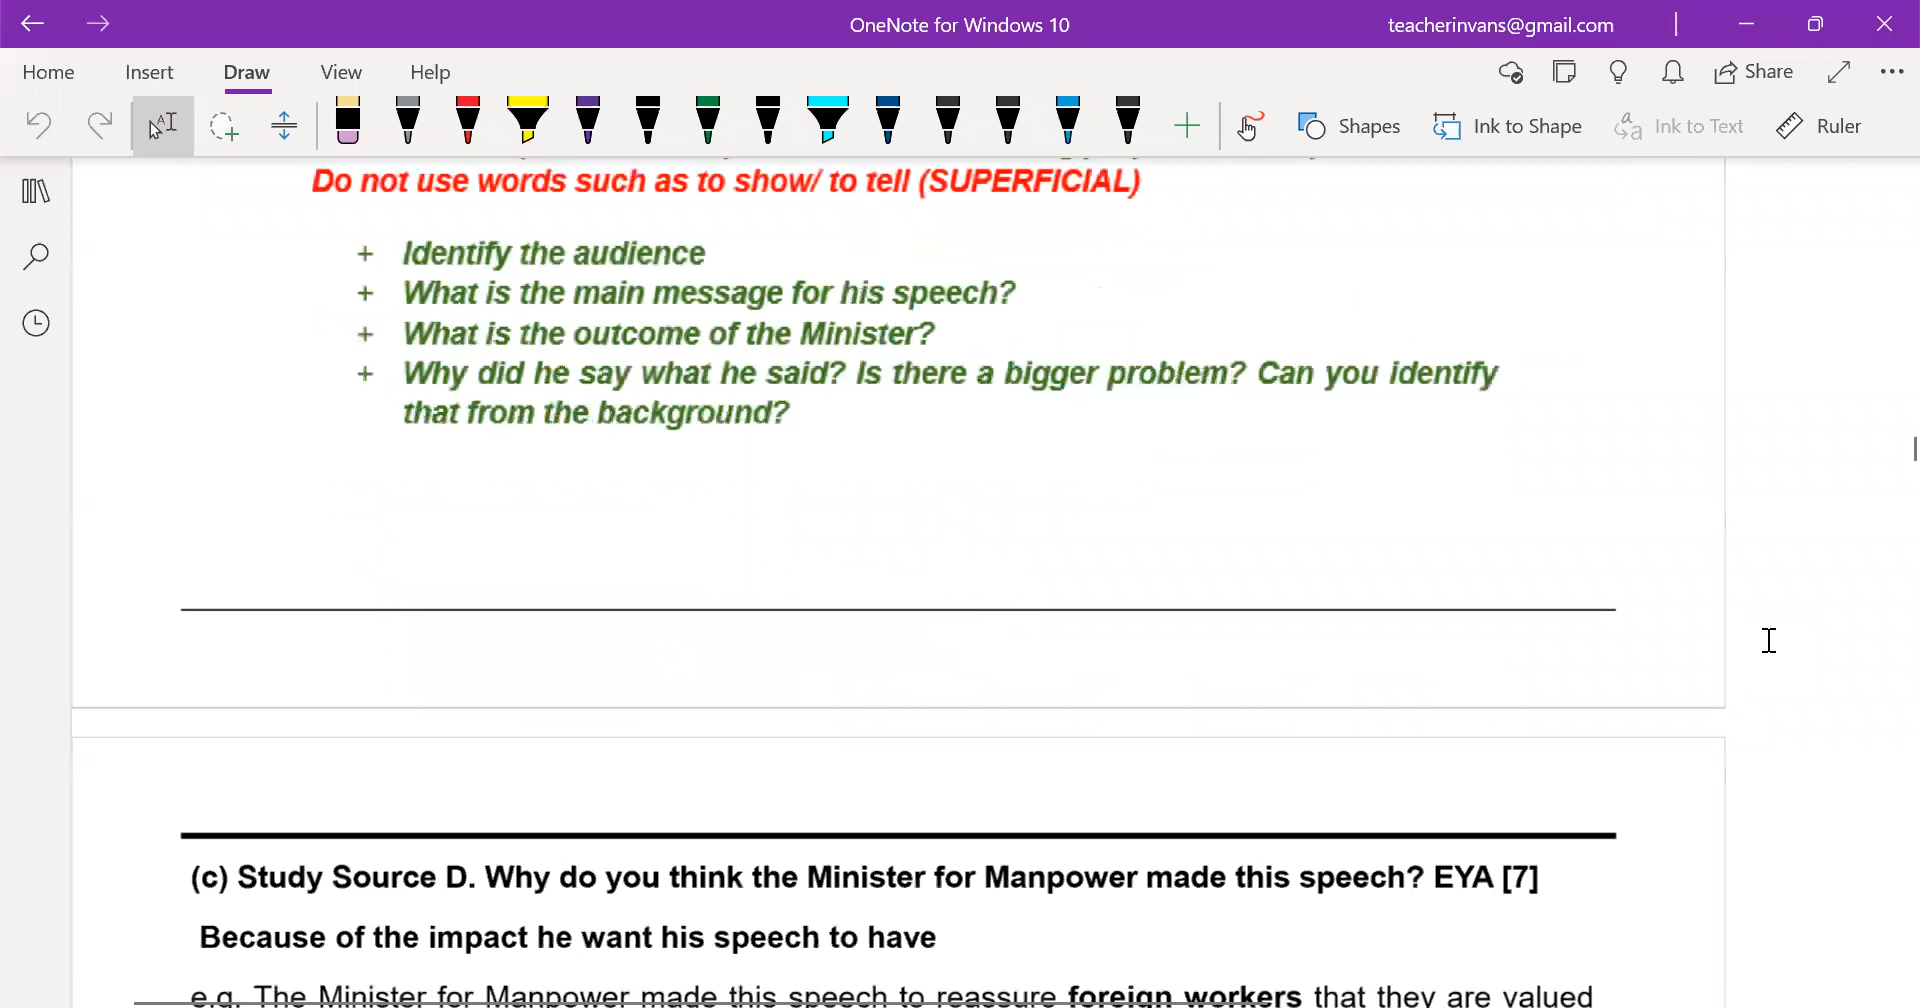 OneNote for Windows 10
teacherinvans@gmail.com
Home Insert Draw View Help
Share
Shapes Ink to Shape Ink to Text Ruler
Do not use words such as to show/ to tell (SUPERFICIAL)
+ Identify the audience
+ What is the main message for his speech?
+ What is the outcome of the Minister?
+ Why did he say what he said? Is there a bigger problem? Can you identify
that from the background?
(c) Study Source D. Why do you think the Minister for Manpower made this speech? EYA [7]
Because of the impact he want his speech to have
e.g. The Minister for Manpower made this speech to reassure foreign workers that they are valued